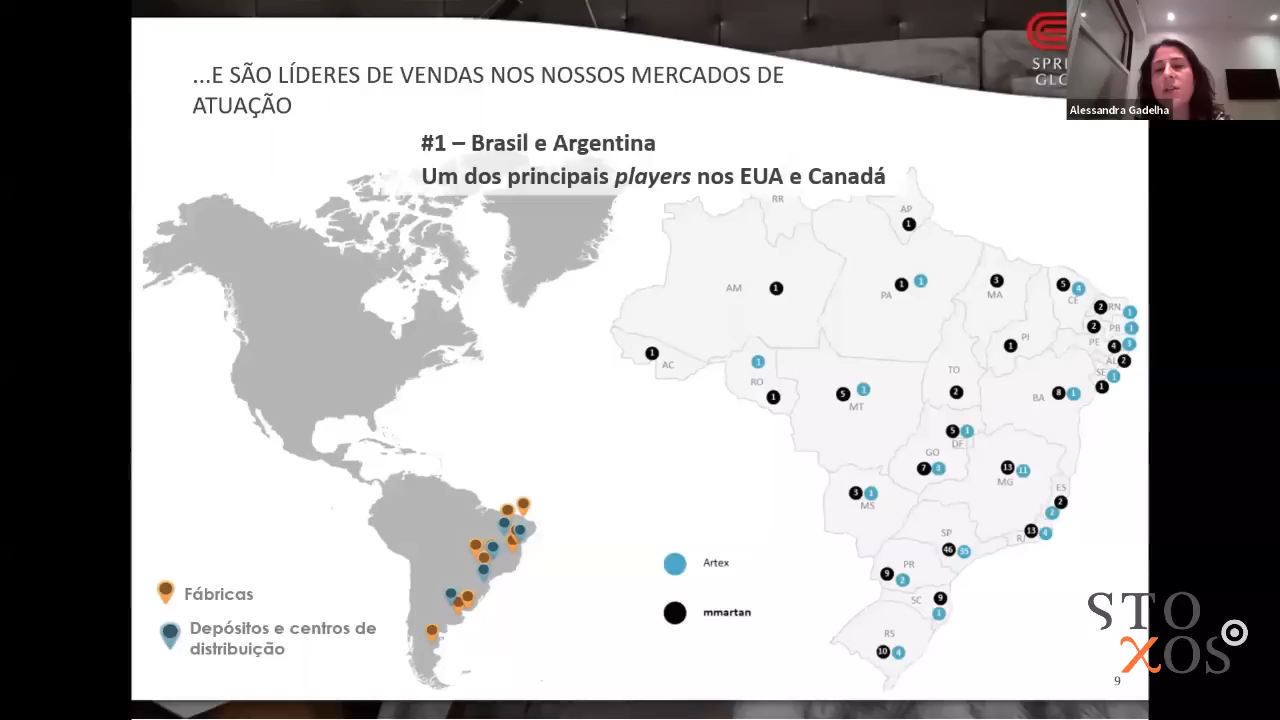 ...E SÃO LÍDERES DE VENDAS NOS NOSSOS MERCADOS DE
ATUAÇÃO
#1 – Brasil e Argentina
Um dos principais players nos EUA e Canadá
SPRI
GLO
Alessandra Gadelha
RR
AP
1
AM
1
PA
1
1
MA
3
5
4
CE
2
RN
1
2
PB
1
PE
4
AL
2
SE
1
1
PI
1
1
AC
1
RO
1
5
1
MT
TO
2
BA
8
1
5
1
DF
GO
7
13
11
MG
3
1
MS
ES
2
2
13
4
SP
46
35
PR
9
2
SC
9
1
RS
10
4
Artex
mmartan
Fábricas
Depósitos e centros de
distribuição
STO
XOS
9